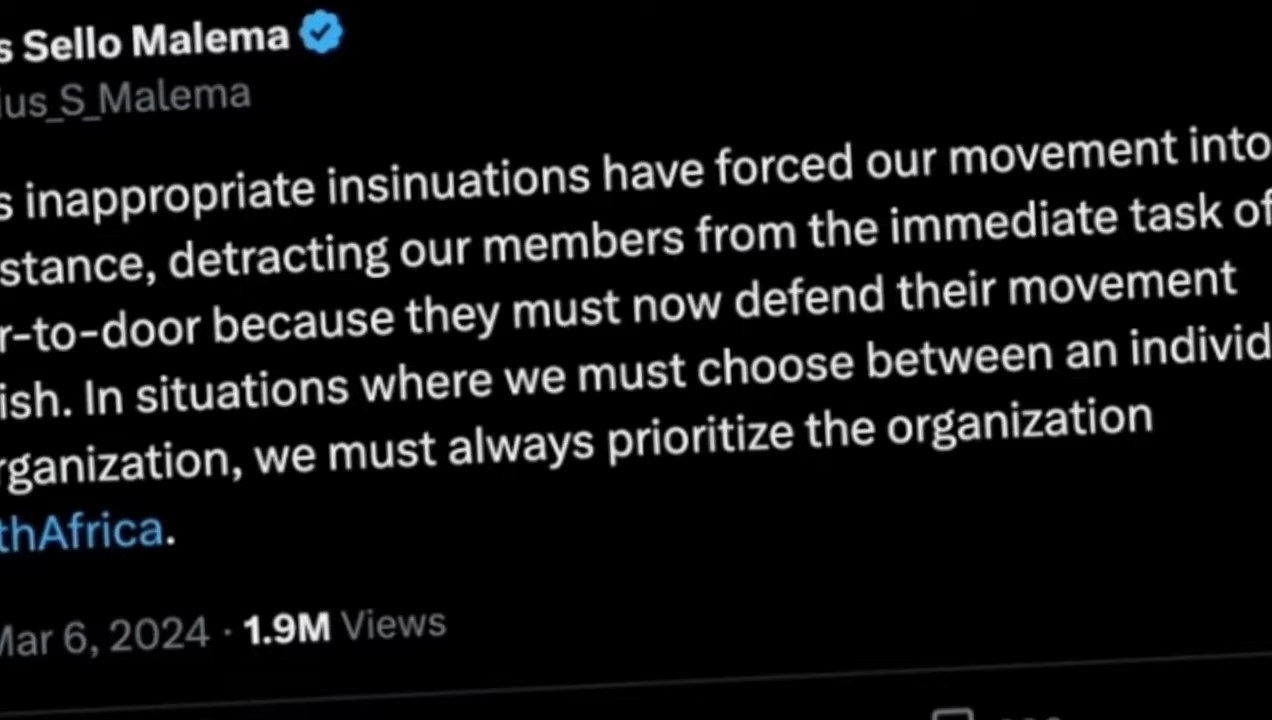 s Sello Malema
ius_S_Malema
s inappropriate insinuations have forced our movement into
stance, detracting our members from the immediate task of
r-to-door because they must now defend their movement
ish. In situations where we must choose between an individ
rganization, we must always prioritize the organization
thAfrica.
Mar 6, 2024 · 1.9M Views